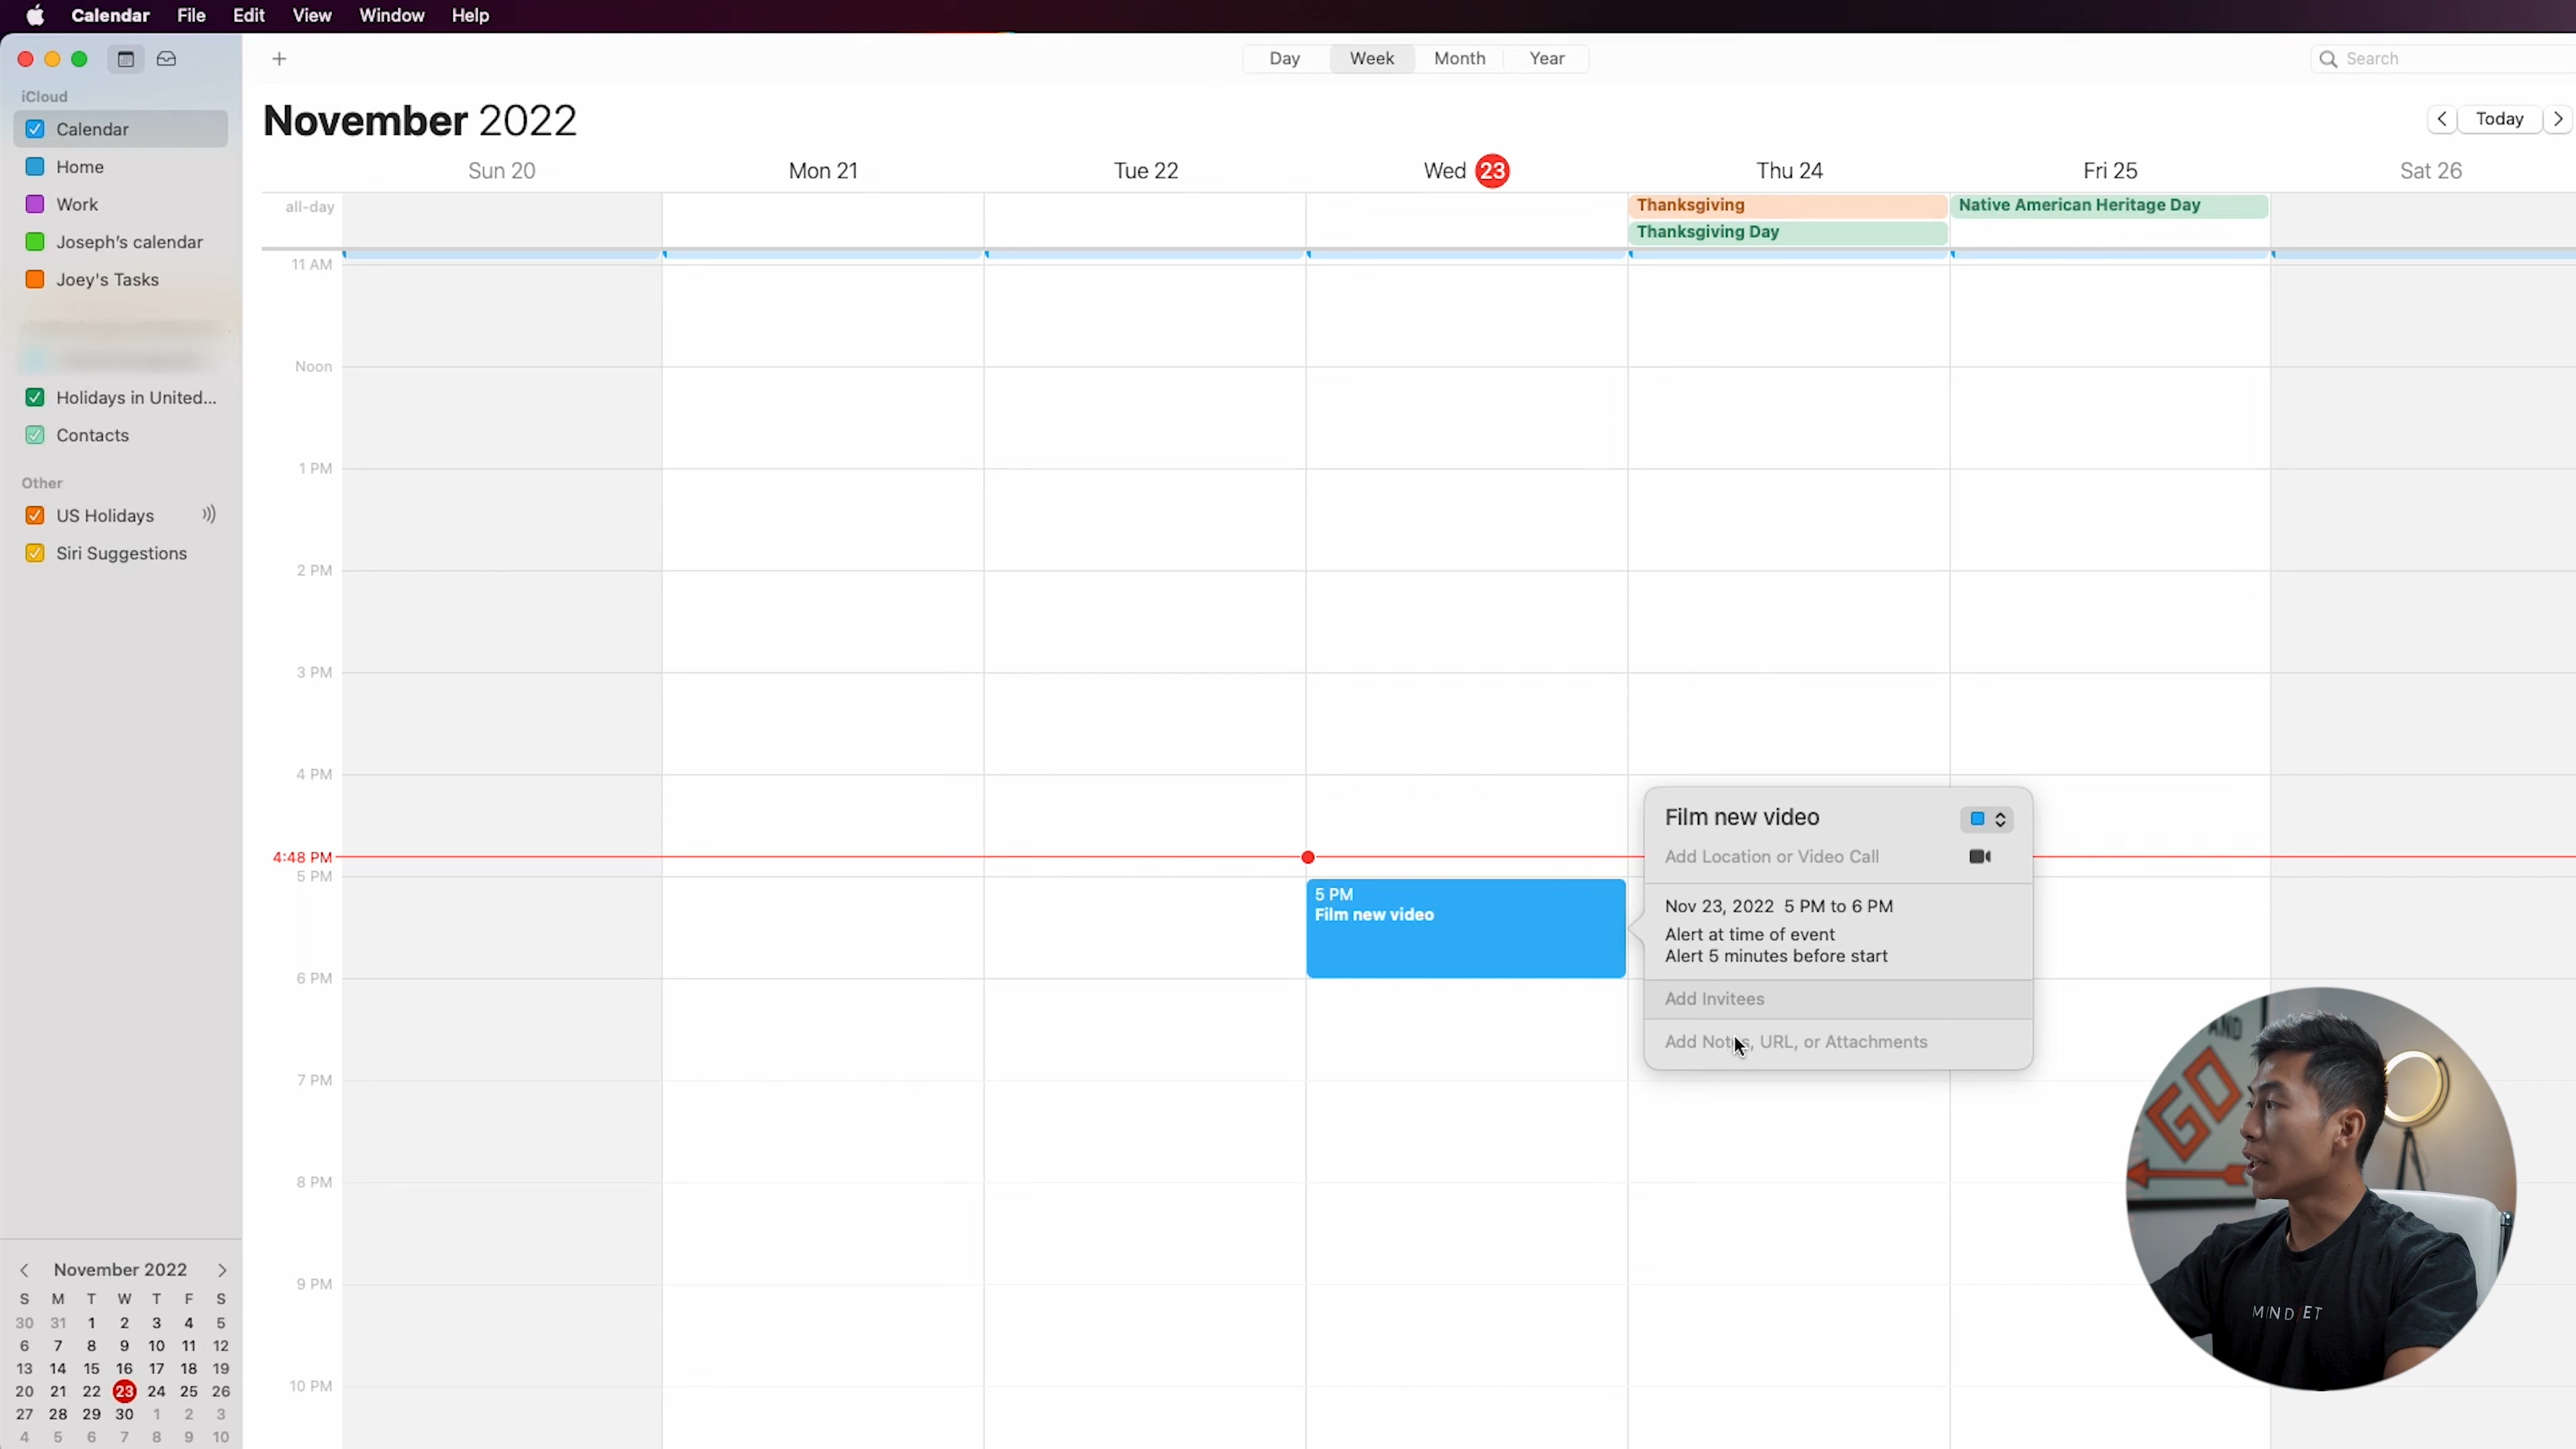 Calendar File Edit View Window Help
Day Week Month Year
Search
iCloud
Calendar
Home
Work
Joseph's calendar
Joey's Tasks
Holidays in United...
Contacts
Other
US Holidays
Siri Suggestions
November 2022
Today
Sun 20 Mon 21 Tue 22 Wed 23 Thu 24 Fri 25 Sat 26
all-day
Thanksgiving
Thanksgiving Day
Native American Heritage Day
11 AM
Noon
1 PM
2 PM
3 PM
4 PM
4:48 PM
5 PM
6 PM
7 PM
8 PM
9 PM
10 PM
5 PM
Film new video
Film new video
Add Location or Video Call
Nov 23, 2022 5 PM to 6 PM
Alert at time of event
Alert 5 minutes before start
Add Invitees
Add Notes, URL, or Attachments
November 2022
S M T W T F S
30 31 1 2 3 4 5
6 7 8 9 10 11 12
13 14 15 16 17 18 19
20 21 22 23 24 25 26
27 28 29 30 1 2 3
4 5 6 7 8 9 10
AND
GO
M/ND/ET